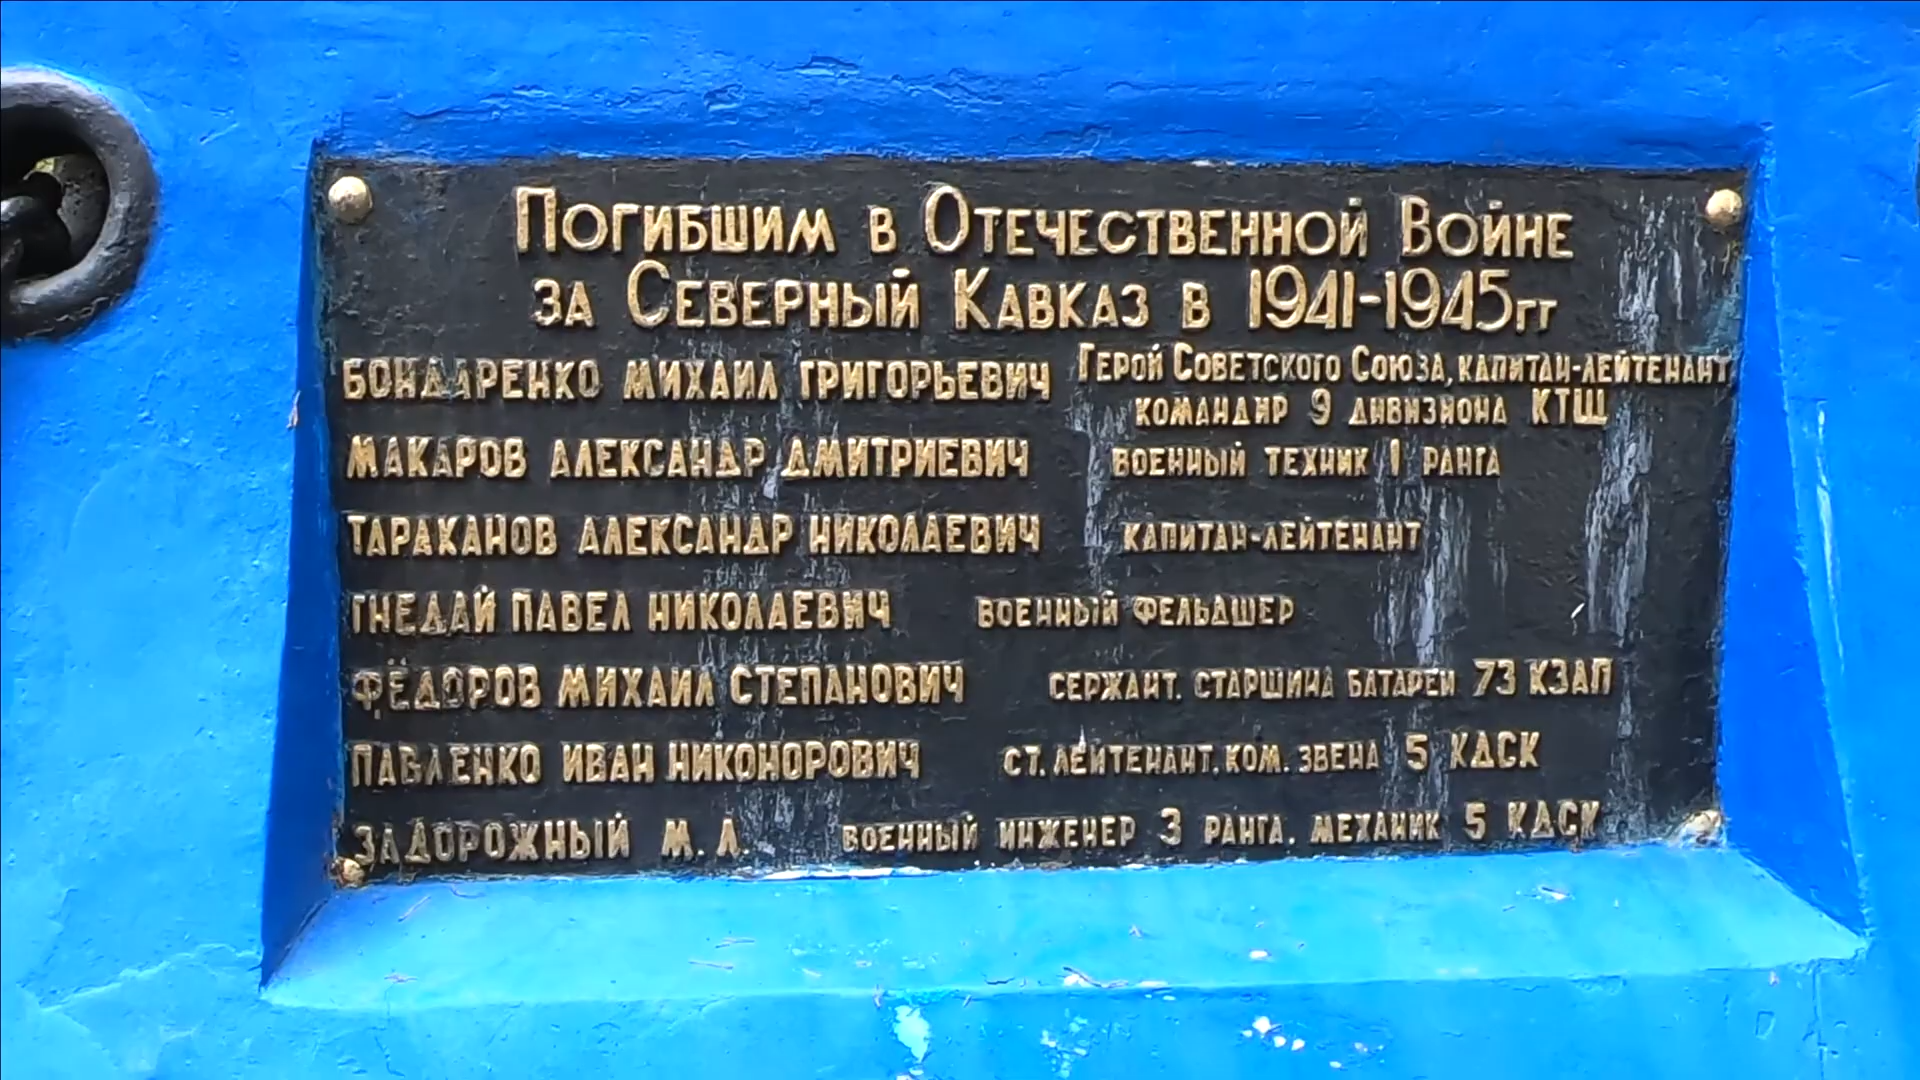 Погибшим в Отечественной Войне
за Северный Кавказ в 1941-1945гг
БОНДАРЕНКО МИХАИЛ ГРИГОРЬЕВИЧ Герой Советского Союза, капитан-лейтенант
командир 9 дивизиона КТЩ
МАКАРОВ АЛЕКСАНДР ДМИТРИЕВИЧ военный техник 1 ранга
ТАРАКАНОВ АЛЕКСАНДР НИКОЛАЕВИЧ капитан-лейтенант
ГНЕДАЙ ПАВЕЛ НИКОЛАЕВИЧ военный фельдшер
ФЁДОРОВ МИХАИЛ СТЕПАНОВИЧ сержант. старшина батареи 73 КЗАП
ПАВЛЕНКО ИВАН НИКОНОРОВИЧ ст. лейтенант. ком. звена 5 КДСК
ЗАДОРОЖНЫЙ М. Л. военный инженер 3 ранга. механик 5 КДСК